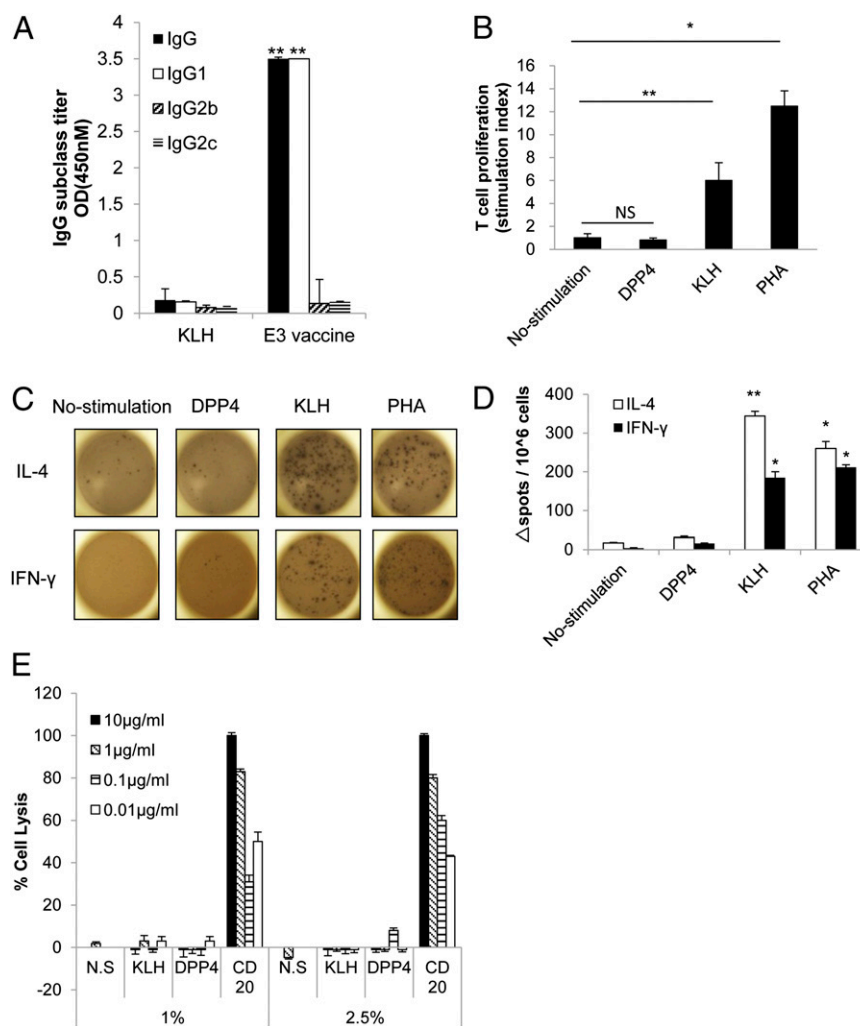 A
IgG subclass titer
OD(450nM)
4
3.5
3
2.5
2
1.5
1
0.5
0
IgG
IgG1
IgG2b
IgG2c
** **
KLH E3 vaccine
B
T cell proliferation
(stimulation index)
16
14
12
10
8
6
4
2
0
*
**
NS
No-stimulation DPP4 KLH PHA
C
No-stimulation DPP4 KLH PHA
IL-4
IFN-γ
D
△spots / 10^6 cells
400
300
200
100
0
IL-4
IFN-γ
**
*
*
*
No-stimulation DPP4 KLH PHA
E
% Cell Lysis
120
100
80
60
40
20
0
-20
10µg/ml
1µg/ml
0.1µg/ml
0.01µg/ml
N.S KLH DPP4 CD N.S KLH DPP4 CD
20 20
1% 2.5%